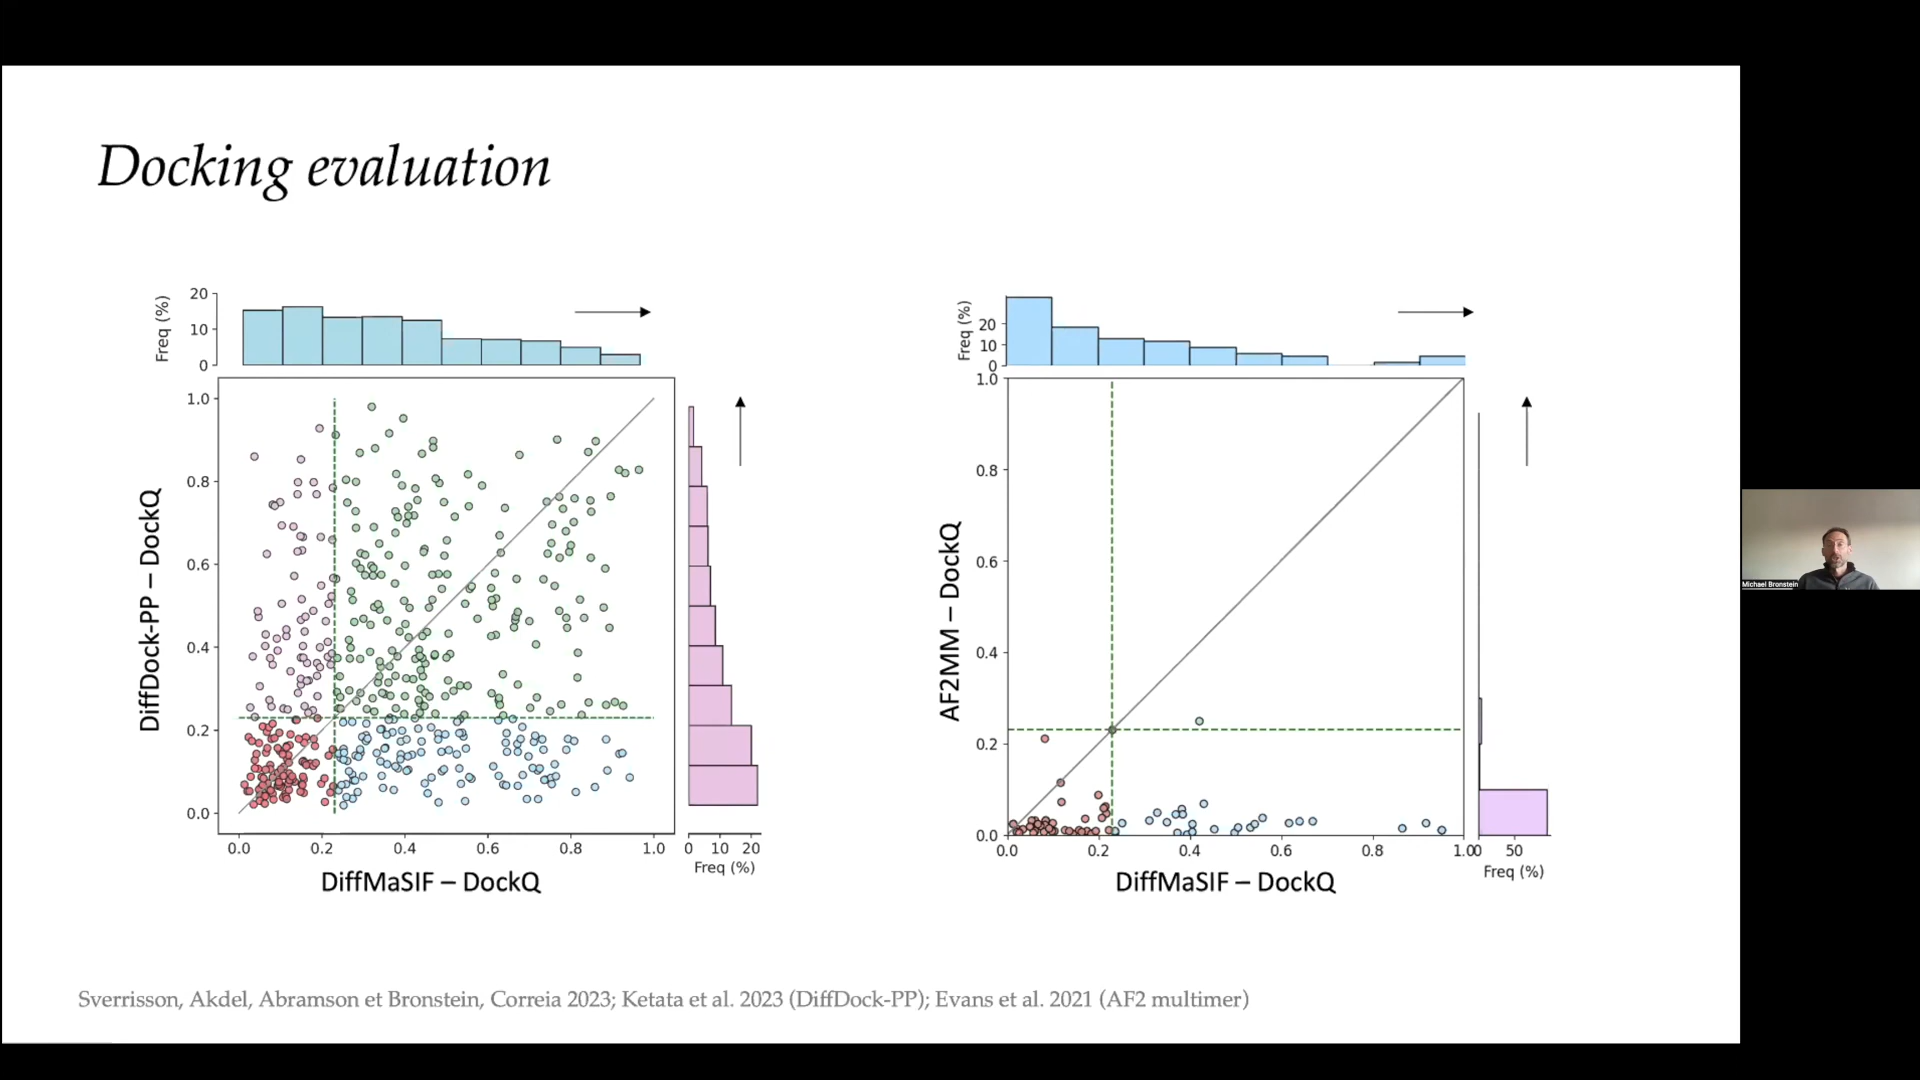 Docking evaluation
Freq (%)
20
10
0
DiffDock-PP – DockQ
1.0
0.8
0.6
0.4
0.2
0.0
0.0 0.2 0.4 0.6 0.8 1.0
DiffMaSIF – DockQ
0 10 20
Freq (%)
Freq (%)
20
10
0
AF2MM – DockQ
1.0
0.8
0.6
0.4
0.2
0.0
0.0 0.2 0.4 0.6 0.8 1.0
DiffMaSIF – DockQ
0 50
Freq (%)
Michael Bronstein
Sverrisson, Akdel, Abramson et Bronstein, Correia 2023; Ketata et al. 2023 (DiffDock-PP); Evans et al. 2021 (AF2 multimer)